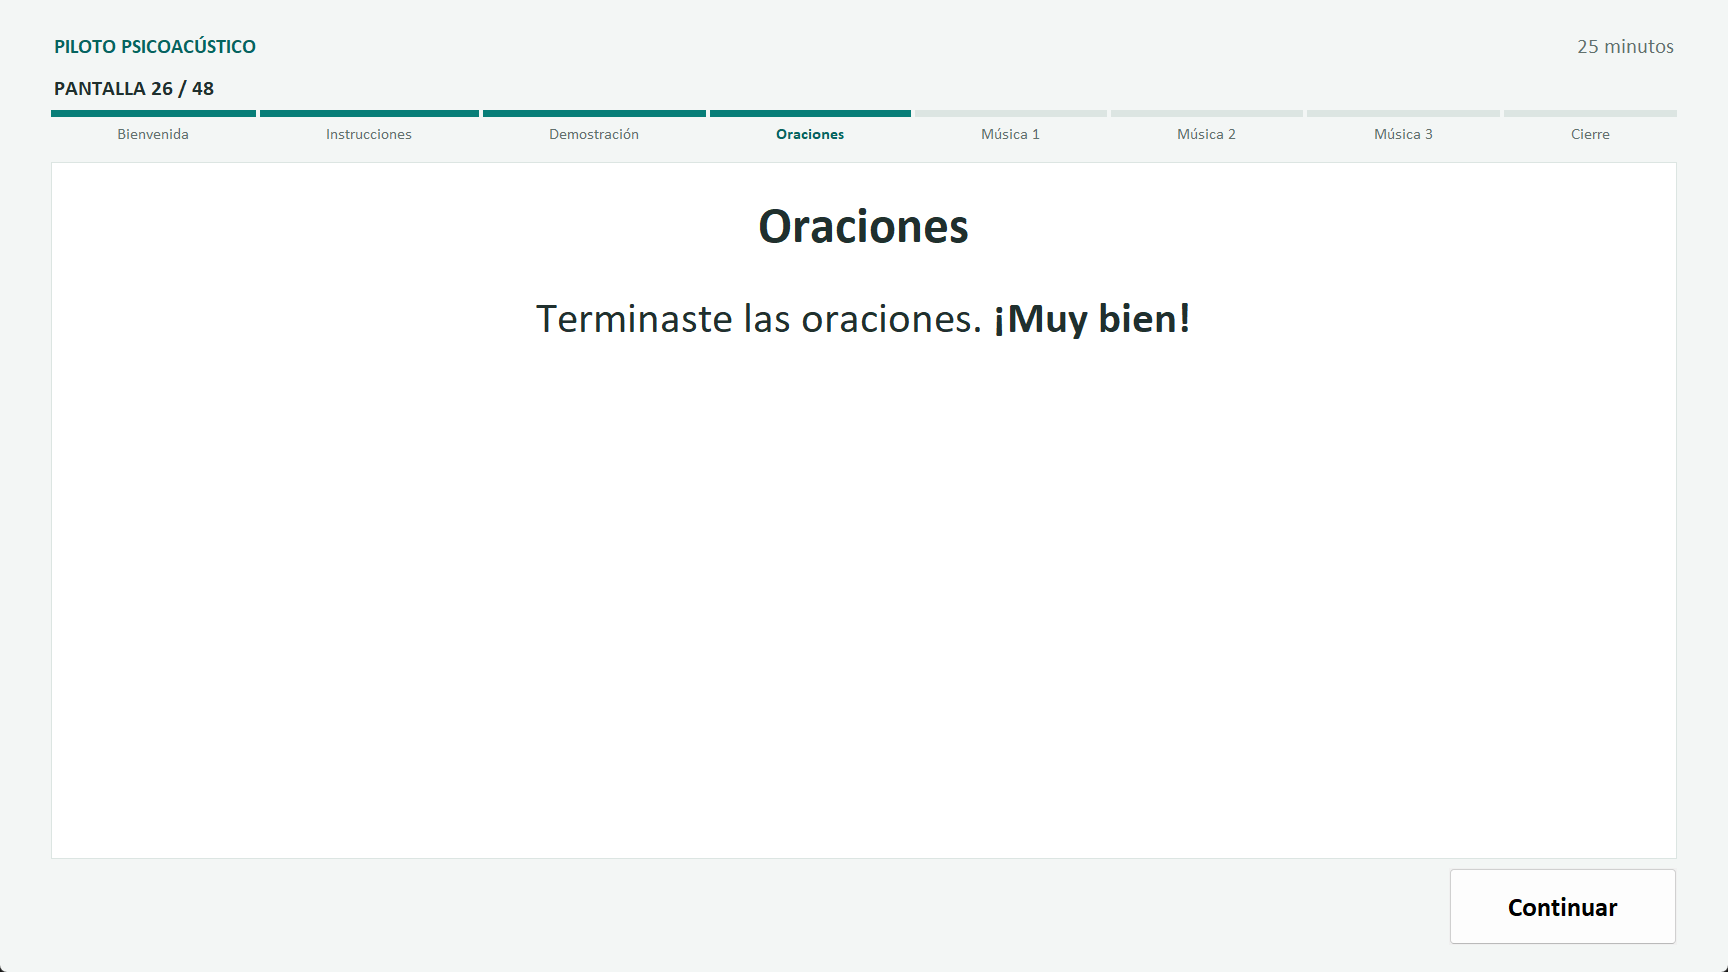 PILOTO PSICOACÚSTICO
25 minutos
PANTALLA 26 / 48
Bienvenida
Instrucciones
Demostración
Oraciones
Música 1
Música 2
Música 3
Cierre
Oraciones
Terminaste las oraciones. ¡Muy bien!
Continuar